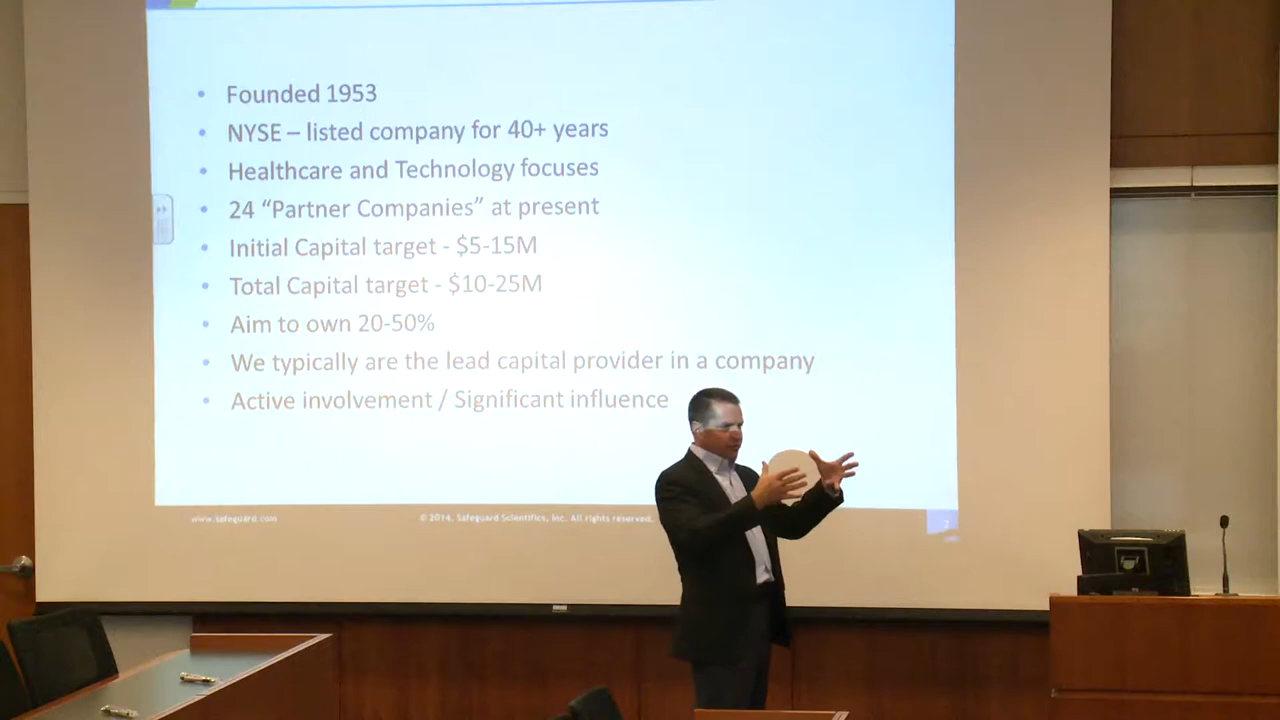 • Founded 1953
• NYSE – listed company for 40+ years
• Healthcare and Technology focuses
• 24 “Partner Companies” at present
• Initial Capital target - $5-15M
• Total Capital target - $10-25M
• Aim to own 20-50%
• We typically are the lead capital provider in a company
• Active involvement / Significant influence
www.safeguard.com © 2014. Safeguard Scientifics, Inc. All rights reserved. 2